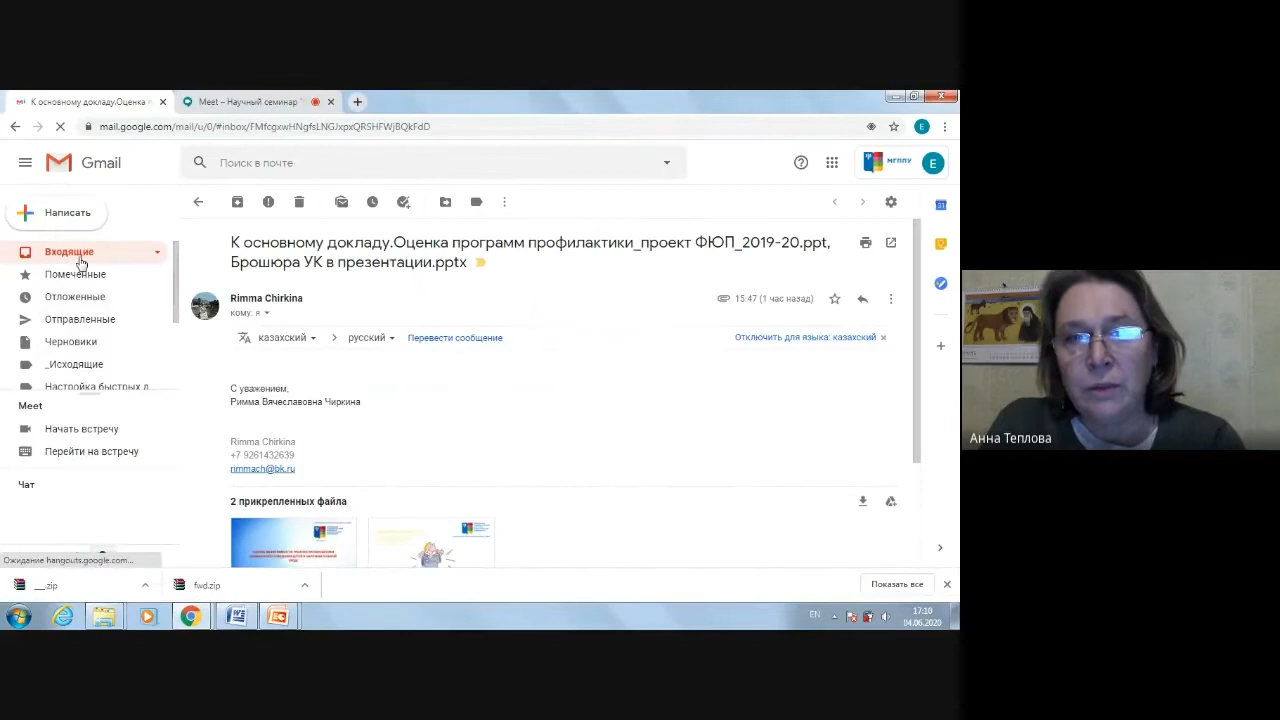 К основному докладу.Оценка п
Meet – Научный семинар "
mail.google.com/mail/u/0/#inbox/FMfcgxwHNgfsLNGJxpxQRSHFWjBQkFdD
E
Gmail
Поиск в почте
МГППУ
E
Написать
Входящие
Помеченные
Отложенные
Отправленные
Черновики
_Исходящие
Настройка быстрых д...
Meet
Начать встречу
Перейти на встречу
Чат
Ожидание hangouts.google.com...
К основному докладу.Оценка программ профилактики_проект ФЮП_2019-20.ppt,
Брошюра УК в презентации.pptx
Rimma Chirkina
15:47 (1 час назад)
кому: я
казахский
русский
Перевести сообщение
Отключить для языка: казахский
С уважением,
Римма Вячеславовна Чиркина
Rimma Chirkina
+7 9261432639
rimmach@bk.ru
2 прикрепленных файла
31
__.zip
fwd.zip
Показать все
EN
17:10
04.06.2020
Анна Теплова